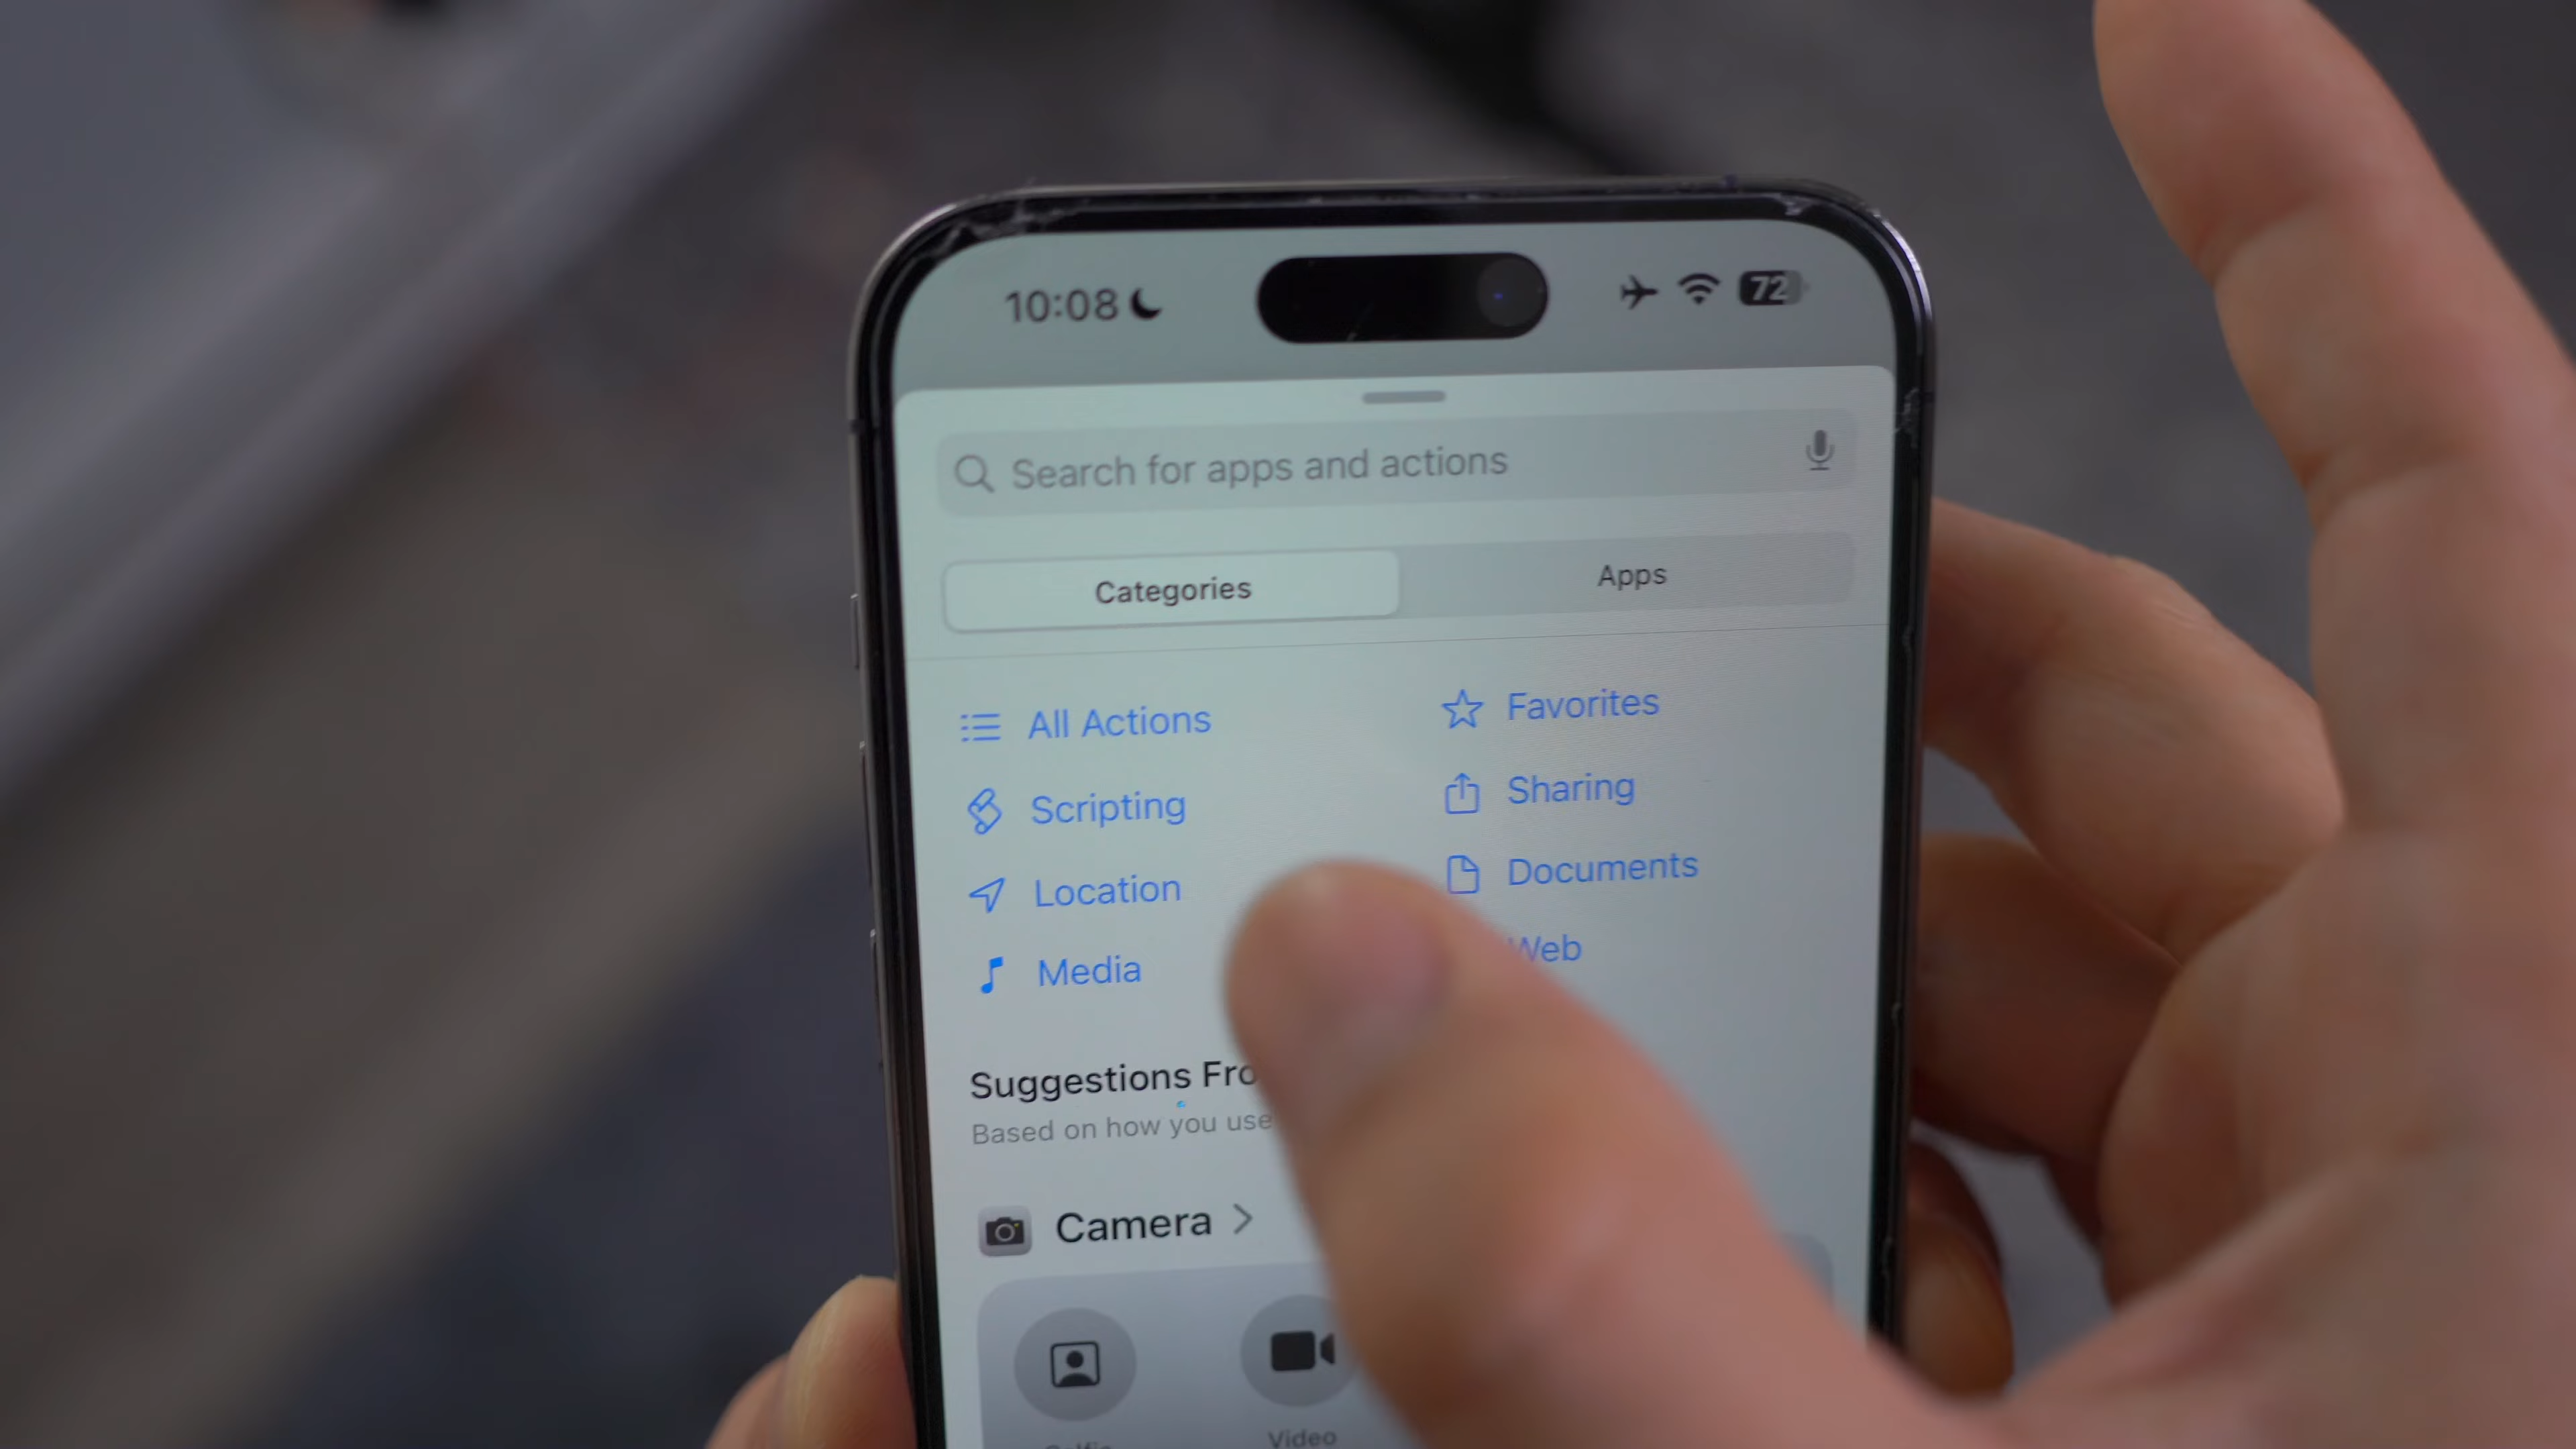 10:08 72
Search for apps and actions
Categories Apps
All Actions Favorites
Scripting Sharing
Location Documents
Media Web
Suggestions
Based on how you use
Camera
Video